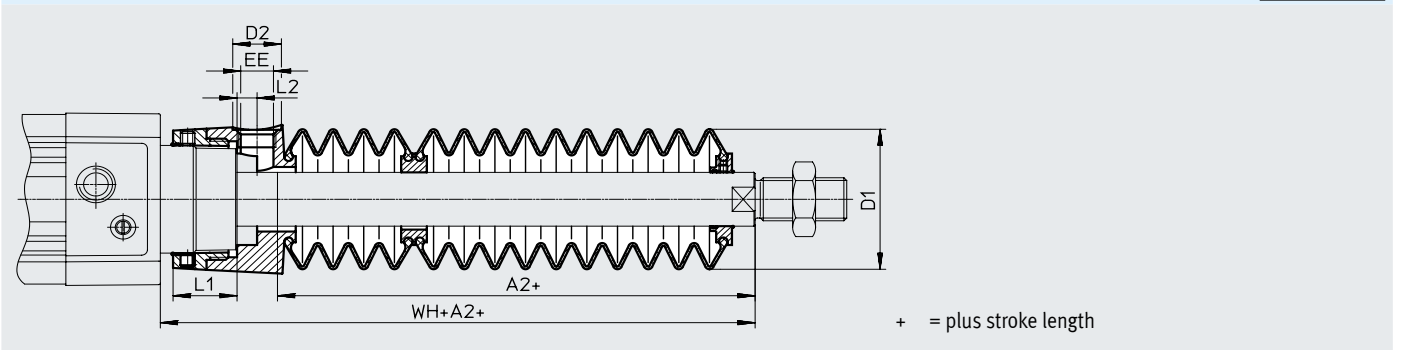 D2
EE
L2
D1
L1
A2+
WH+A2+
+ = plus stroke length